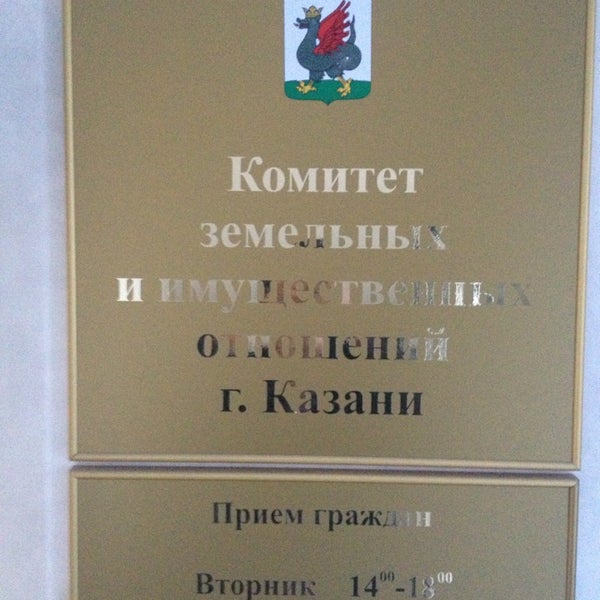 Комитет
земельных
и имущественных
отношений
г. Казани
Прием граждан
Вторник 14⁰⁰-18⁰⁰